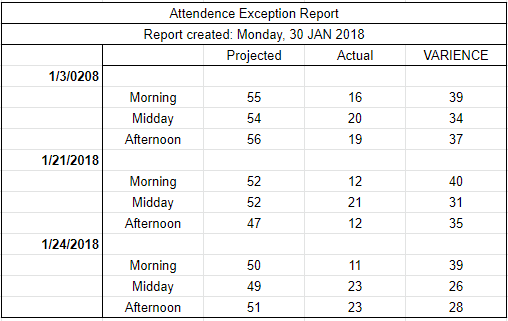 Attendence Exception Report
Report created: Monday, 30 JAN 2018
Projected Actual VARIENCE
1/3/0208
Morning 55 16 39
Midday 54 20 34
Afternoon 56 19 37
1/21/2018
Morning 52 12 40
Midday 52 21 31
Afternoon 47 12 35
1/24/2018
Morning 50 11 39
Midday 49 23 26
Afternoon 51 23 28